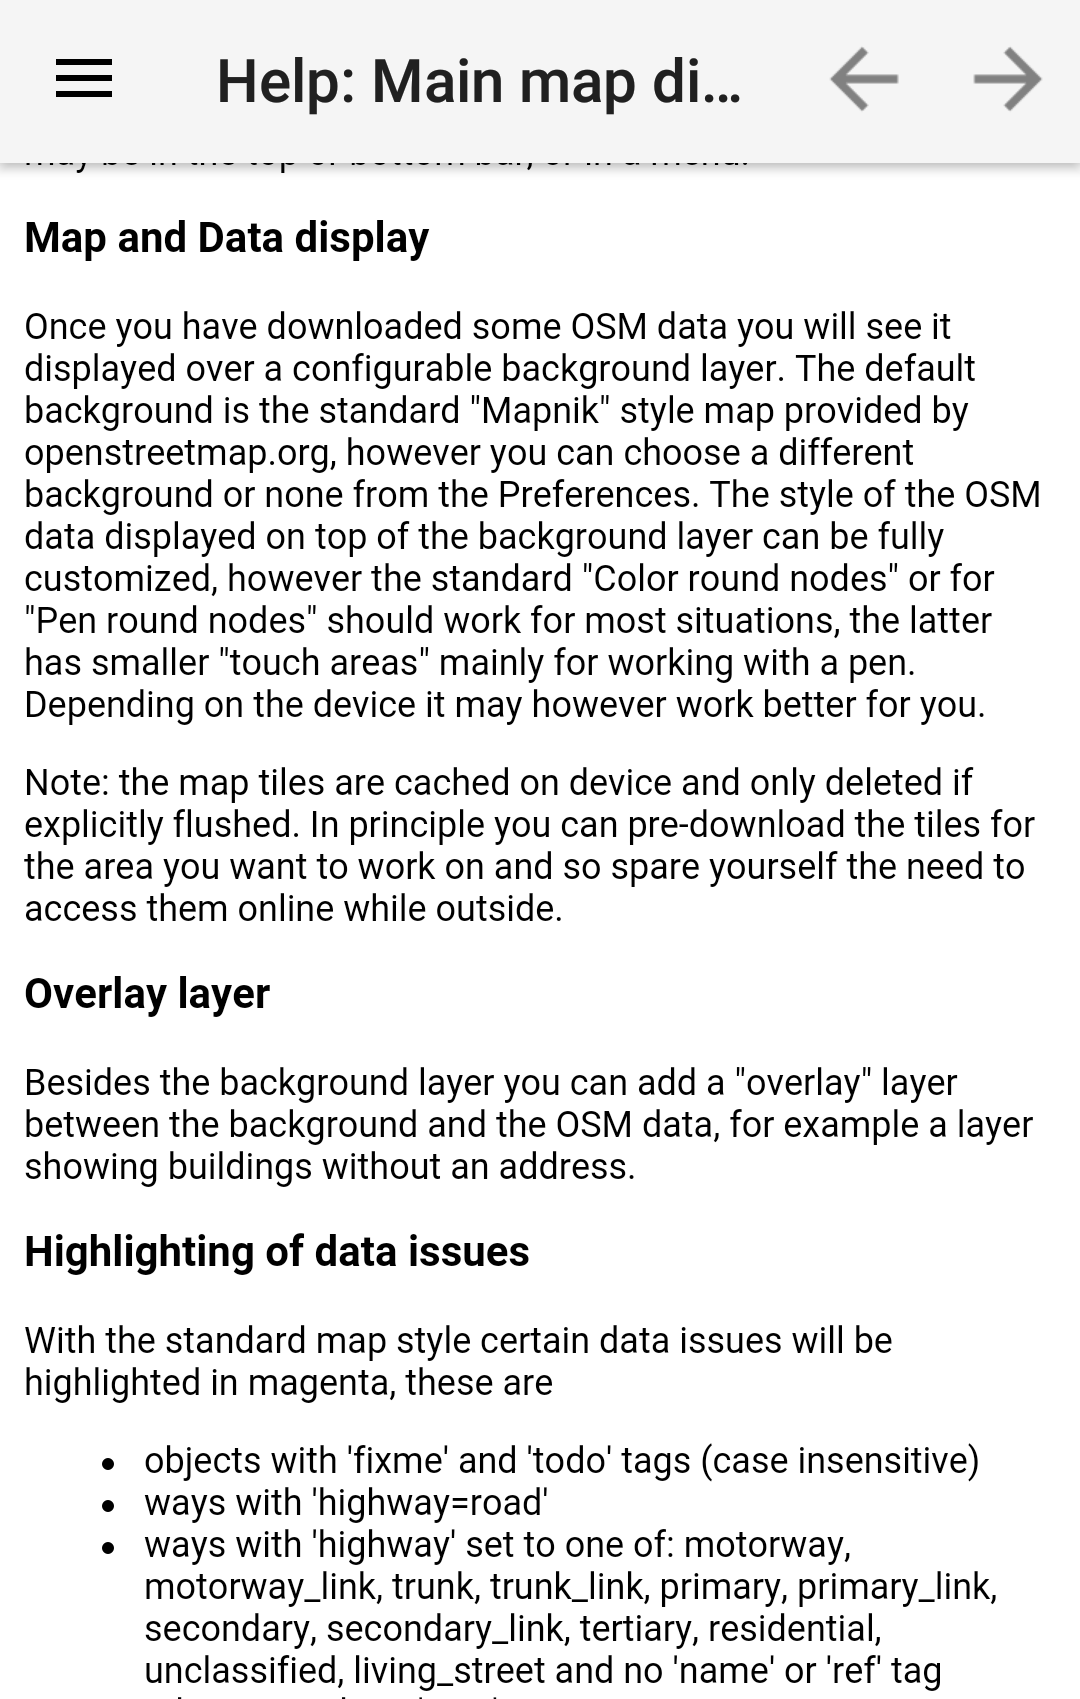 Help: Main map di...
may be in the top or bottom bar, or in a menu.
Map and Data display
Once you have downloaded some OSM data you will see it
displayed over a configurable background layer. The default
background is the standard "Mapnik" style map provided by
openstreetmap.org, however you can choose a different
background or none from the Preferences. The style of the OSM
data displayed on top of the background layer can be fully
customized, however the standard "Color round nodes" or for
"Pen round nodes" should work for most situations, the latter
has smaller "touch areas" mainly for working with a pen.
Depending on the device it may however work better for you.
Note: the map tiles are cached on device and only deleted if
explicitly flushed. In principle you can pre-download the tiles for
the area you want to work on and so spare yourself the need to
access them online while outside.
Overlay layer
Besides the background layer you can add a "overlay" layer
between the background and the OSM data, for example a layer
showing buildings without an address.
Highlighting of data issues
With the standard map style certain data issues will be
highlighted in magenta, these are
• objects with 'fixme' and 'todo' tags (case insensitive)
• ways with 'highway=road'
• ways with 'highway' set to one of: motorway,
motorway_link, trunk, trunk_link, primary, primary_link,
secondary, secondary_link, tertiary, residential,
unclassified, living_street and no 'name' or 'ref' tag